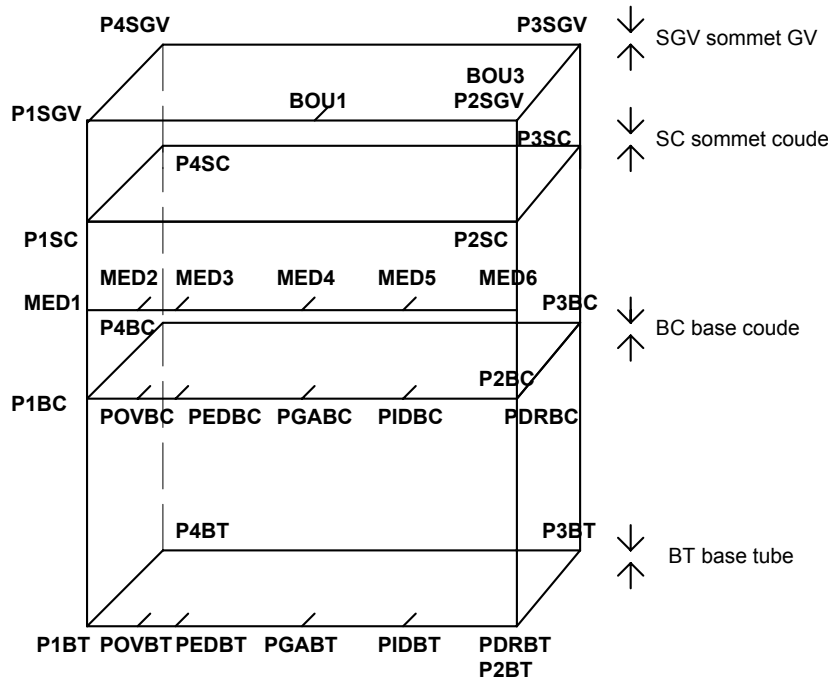 P4SGV
P3SGV
SGV sommet GV
BOU3
P1SGV
BOU1
P2SGV
P3SC
SC sommet coude
P4SC
P1SC
P2SC
MED2
MED3
MED4
MED5
MED6
MED1
P3BC
P4BC
BC base coude
P2BC
P1BC
POVBC
PEDBC
PGABC
PIDBC
PDRBC
P4BT
P3BT
BT base tube
P1BT
POVBT
PEDBT
PGABT
PIDBT
PDRBT
P2BT